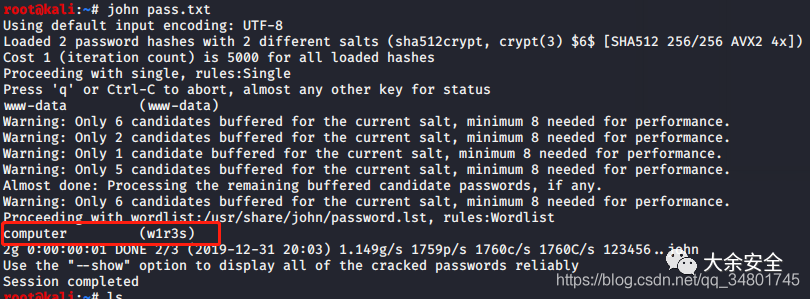 root@kali:~# john pass.txt
Using default input encoding: UTF-8
Loaded 2 password hashes with 2 different salts (sha512crypt, crypt(3) $6$ [SHA512 256/256 AVX2 4x])
Cost 1 (iteration count) is 5000 for all loaded hashes
Proceeding with single, rules:Single
Press 'q' or Ctrl-C to abort, almost any other key for status
www-data         (www-data)
Warning: Only 6 candidates buffered for the current salt, minimum 8 needed for performance.
Warning: Only 2 candidates buffered for the current salt, minimum 8 needed for performance.
Warning: Only 1 candidate buffered for the current salt, minimum 8 needed for performance.
Warning: Only 5 candidates buffered for the current salt, minimum 8 needed for performance.
Almost done: Processing the remaining buffered candidate passwords, if any.
Warning: Only 6 candidates buffered for the current salt, minimum 8 needed for performance.
Proceeding with wordlist:/usr/share/john/password.lst, rules:Wordlist
computer         (w1r3s)
2g 0:00:00:01 DONE 2/3 (2019-12-31 20:03) 1.149g/s 1759p/s 1760c/s 1760C/s 123456..john
Use the "--show" option to display all of the cracked passwords reliably
Session completed
大余安全
https://blog.csdn.net/qq_34801745
root@kali:~# ls